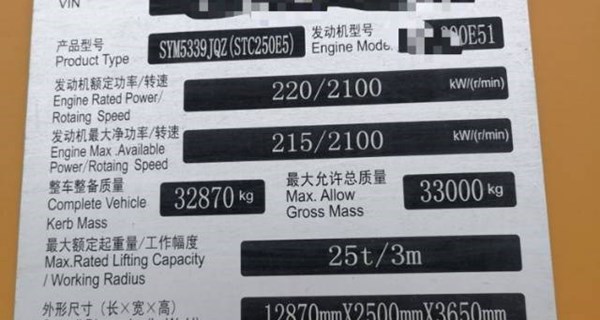 VIN
产品型号 SYM5339JQZ(STC250E5) 发动机型号
Product Type Engine Mode 00E51
发动机额定功率/转速
Engine Rated Power/ 220/2100 kW/(r/min)
Rotaing Speed
发动机最大净功率/转速
Engine Max .Available 215/2100 kW/(r/min)
Power/Rotaing Speed
整车整备质量 最大允许总质量
Complete Vehicle 32870 kg Max. Allow 33000 kg
Kerb Mass Gross Mass
最大额定起重量/工作幅度
Max.Rated Lifting Capacity 25t/3m
/ Working Radius
外形尺寸(长×宽×高) 12870mmX2500mmX3650mm